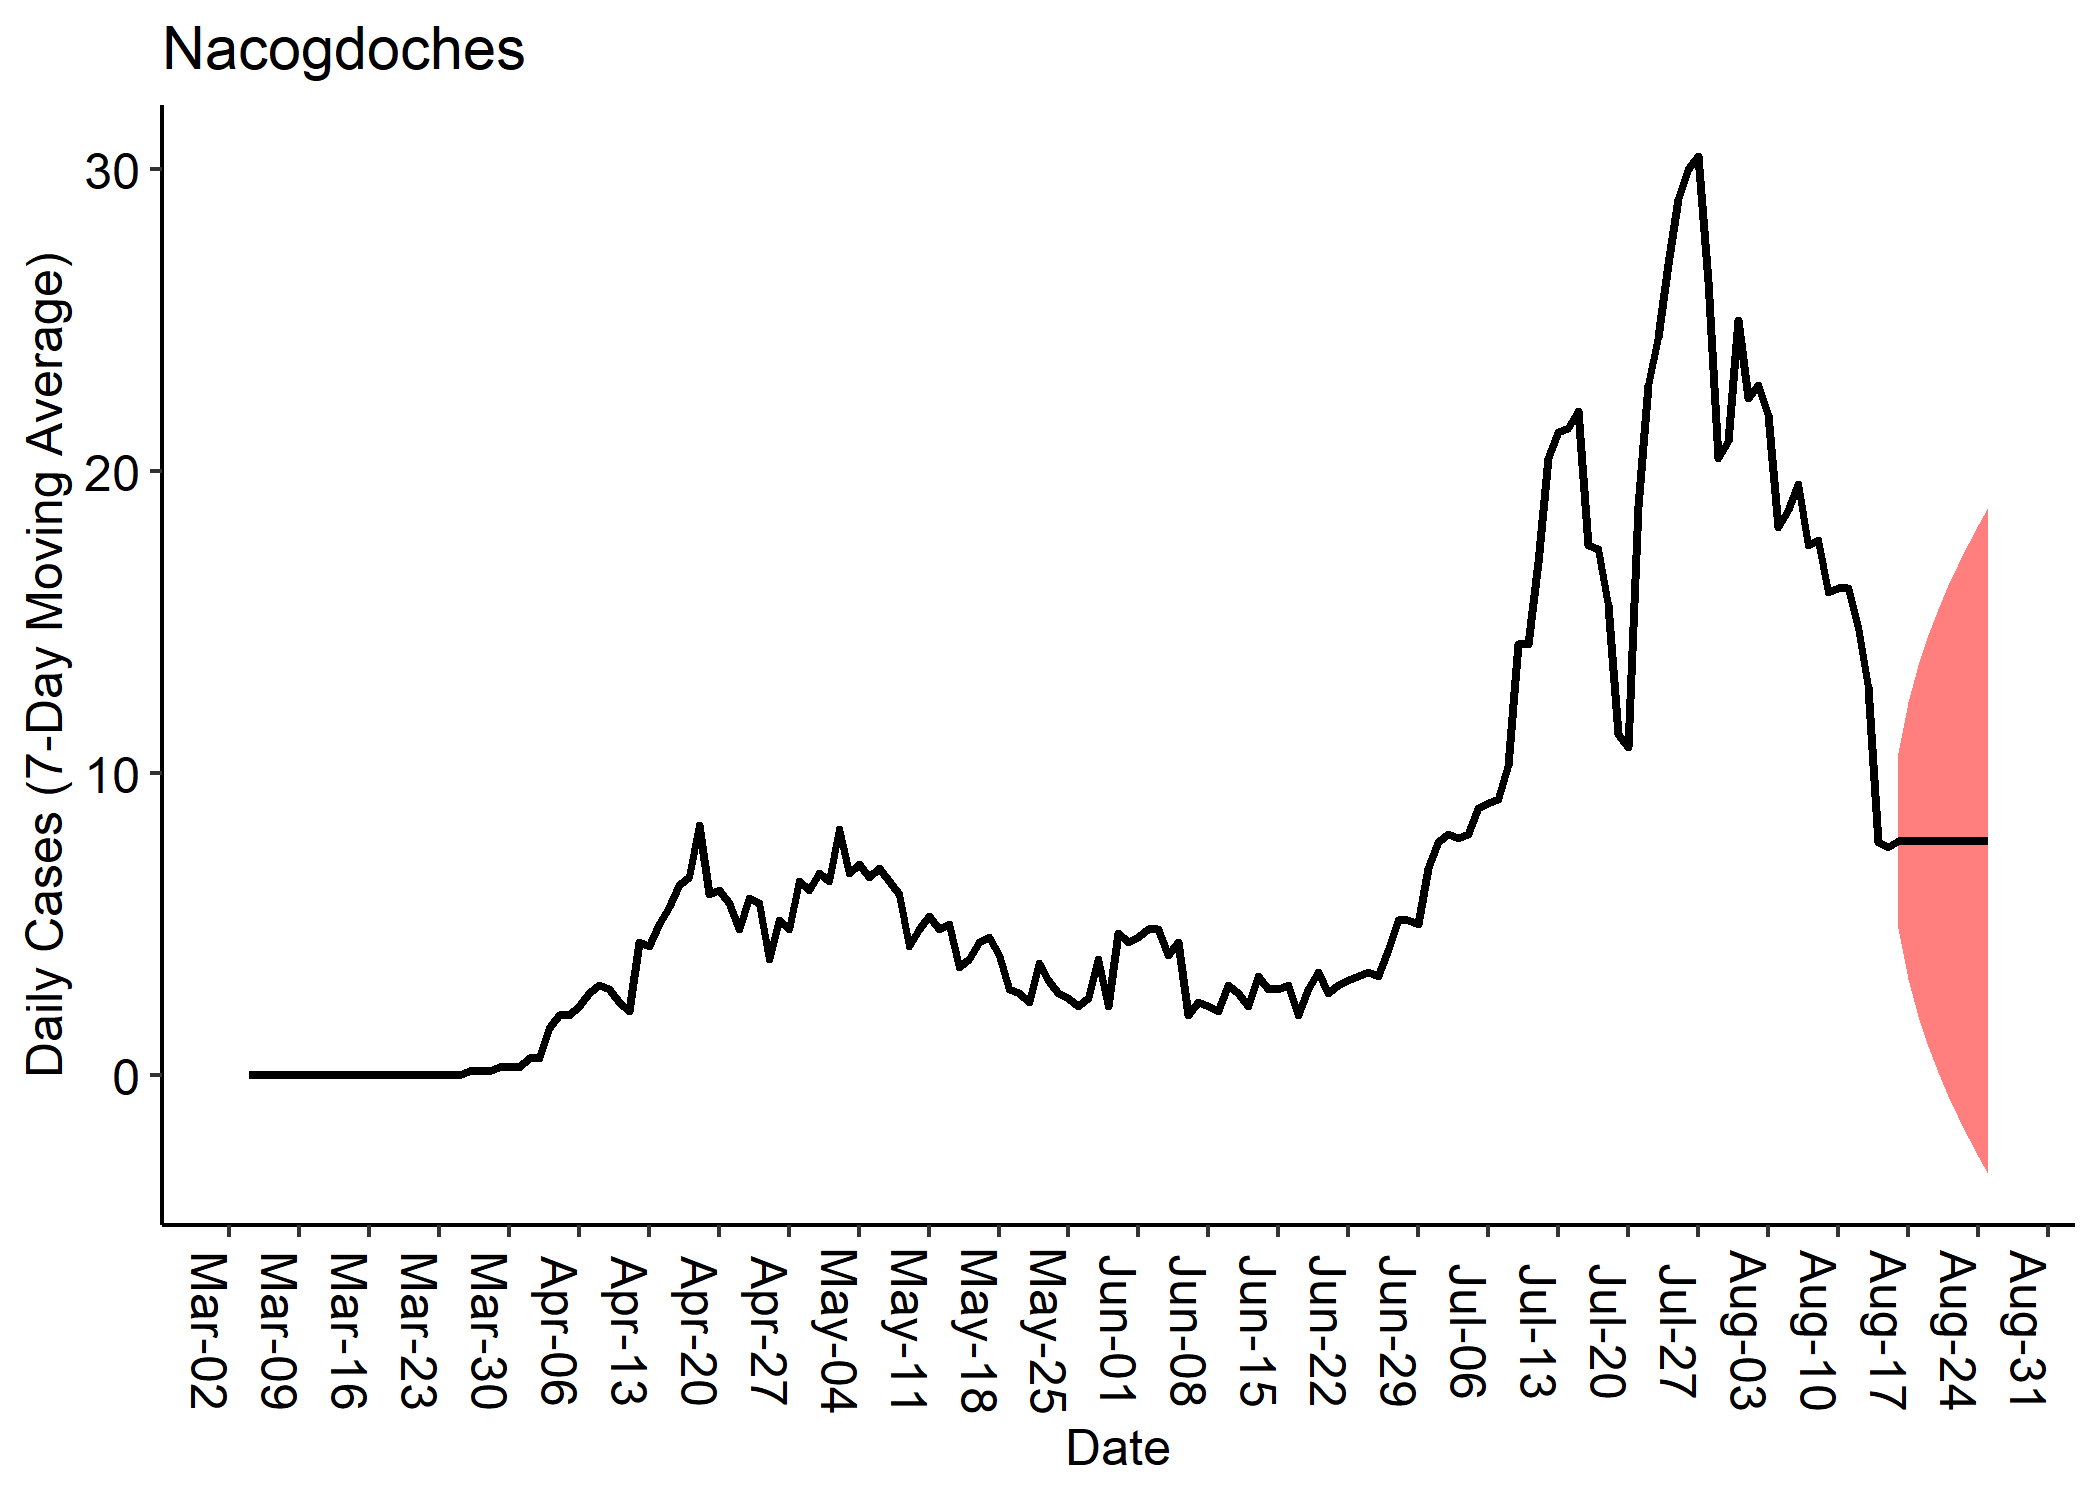 Nacogdoches
Daily Cases (7-Day Moving Average)
30
20
10
0
Mar-02
Mar-09
Mar-16
Mar-23
Mar-30
Apr-06
Apr-13
Apr-20
Apr-27
May-04
May-11
May-18
May-25
Jun-01
Jun-08
Jun-15
Jun-22
Jun-29
Jul-06
Jul-13
Jul-20
Jul-27
Aug-03
Aug-10
Aug-17
Aug-24
Aug-31
Date